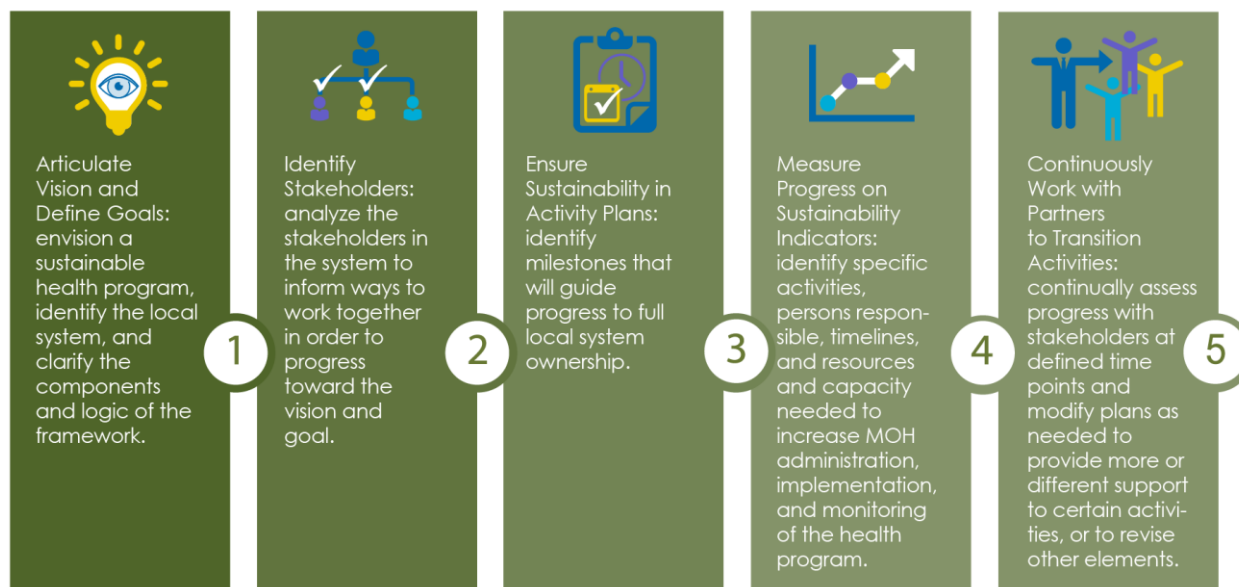 Articulate
Vision and
Define Goals:
envision a
sustainable
health program,
identify the local
system, and
clarify the
components
and logic of the
framework.
1
Identify
Stakeholders:
analyze the
stakeholders in
the system to
inform ways to
work together
in order to
progress
toward the
vision and
goal.
2
Ensure
Sustainability in
Activity Plans:
identify
milestones that
will guide
progress to full
local system
ownership.
3
Measure
Progress on
Sustainability
Indicators:
identify specific
activities,
persons respon-
sible, timelines,
and resources
and capacity
needed to
increase MOH
administration,
implementation,
and monitoring
of the health
program.
4
Continuously
Work with
Partners
to Transition
Activities:
continually assess
progress with
stakeholders at
defined time
points and
modify plans as
needed to
provide more or
different support
to certain activi-
ties, or to revise
other elements.
5